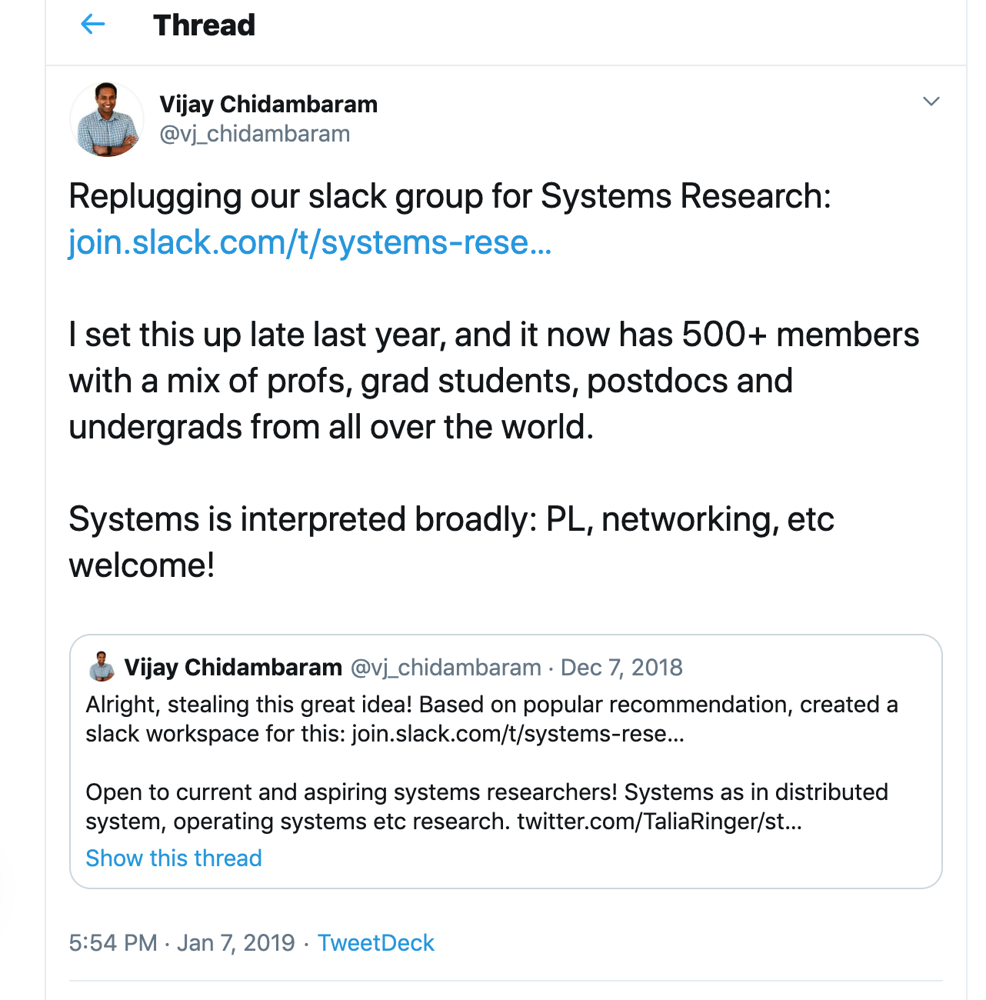 Thread
Vijay Chidambaram
@vj_chidambaram
Replugging our slack group for Systems Research:
join.slack.com/t/systems-rese...
I set this up late last year, and it now has 500+ members
with a mix of profs, grad students, postdocs and
undergrads from all over the world.
Systems is interpreted broadly: PL, networking, etc
welcome!
Vijay Chidambaram @vj_chidambaram · Dec 7, 2018
Alright, stealing this great idea! Based on popular recommendation, created a
slack workspace for this: join.slack.com/t/systems-rese...
Open to current and aspiring systems researchers! Systems as in distributed
system, operating systems etc research. twitter.com/TaliaRinger/st...
Show this thread
5:54 PM · Jan 7, 2019 · TweetDeck